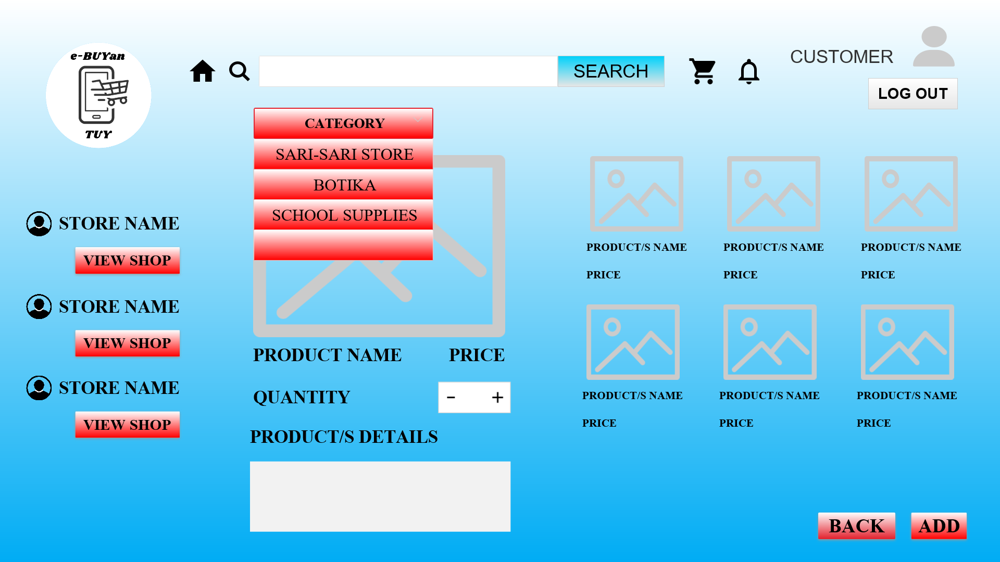 e-BUYan
TUY
SEARCH
CUSTOMER
LOG OUT
CATEGORY
SARI-SARI STORE
BOTIKA
SCHOOL SUPPLIES
STORE NAME
VIEW SHOP
STORE NAME
VIEW SHOP
STORE NAME
VIEW SHOP
PRODUCT NAME PRICE
QUANTITY - +
PRODUCT/S DETAILS
PRODUCT/S NAME PRODUCT/S NAME PRODUCT/S NAME
PRICE PRICE PRICE
PRODUCT/S NAME PRODUCT/S NAME PRODUCT/S NAME
PRICE PRICE PRICE
BACK ADD